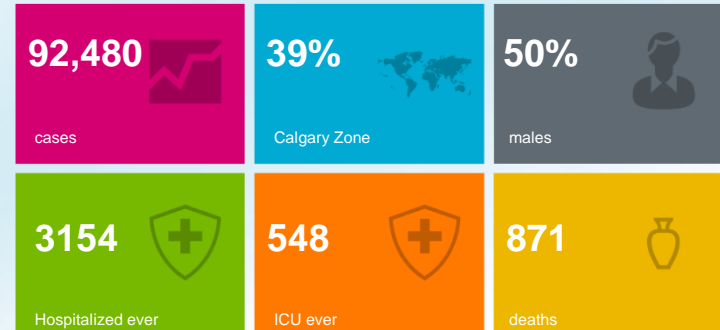 92,480
cases
39%
Calgary Zone
50%
males
3154
Hospitalized ever
548
ICU ever
871
deaths